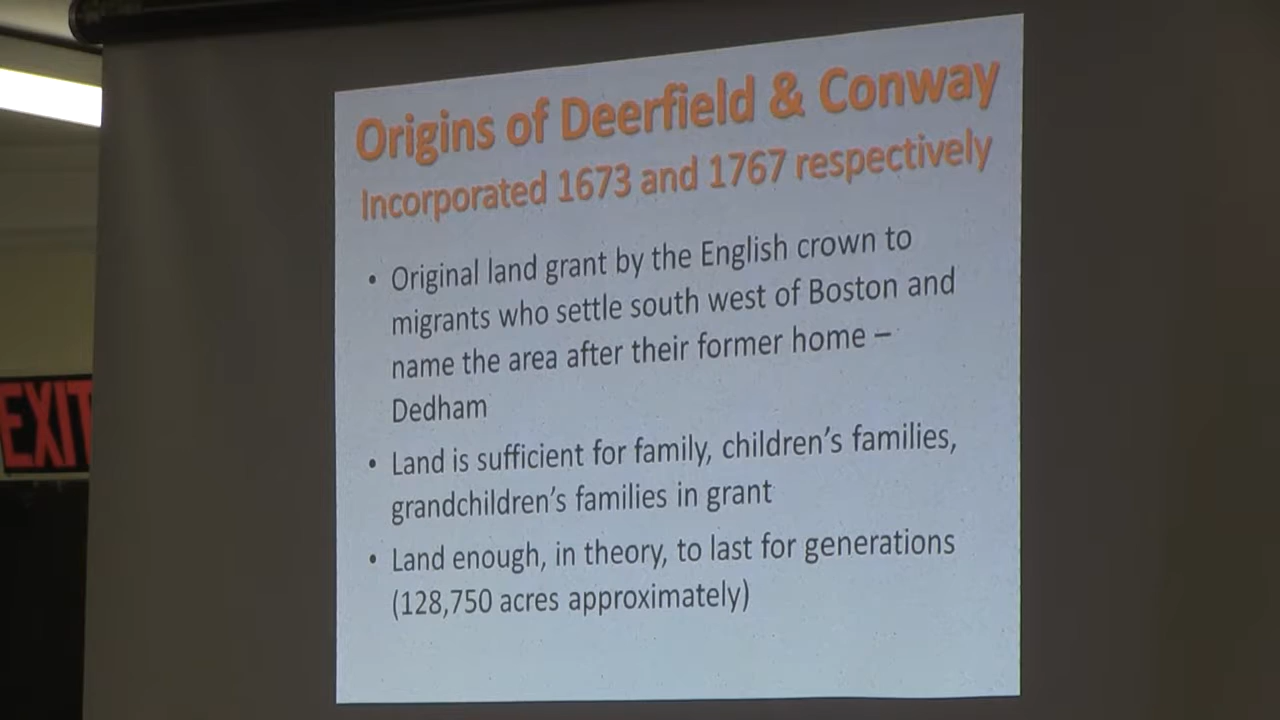 Origins of Deerfield & Conway
Incorporated 1673 and 1767 respectively
• Original land grant by the English crown to
migrants who settle south west of Boston and
name the area after their former home –
Dedham
• Land is sufficient for family, children's families,
grandchildren's families in grant
• Land enough, in theory, to last for generations
(128,750 acres approximately)
EXIT